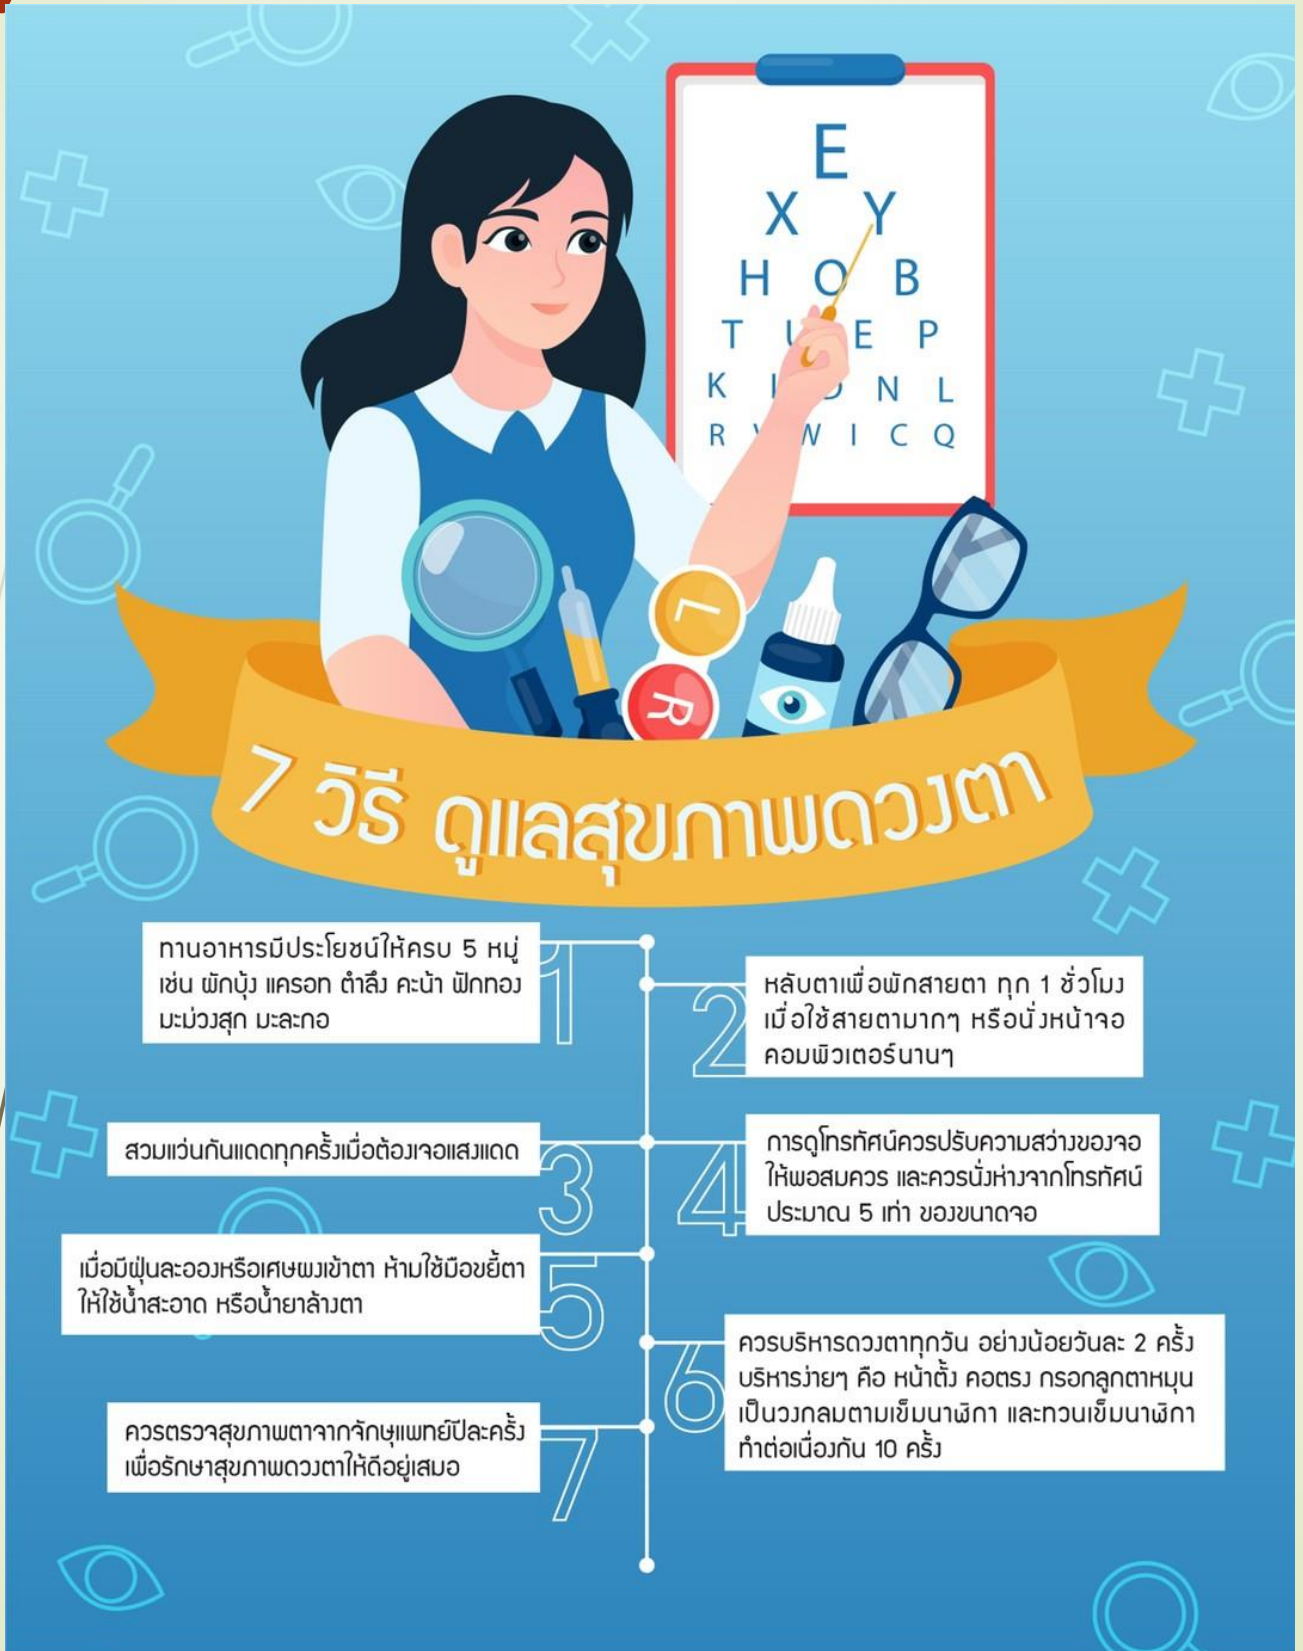 E
X Y
H O B
T U E P
K N L
R W I C Q
L
R
7 วิธี ดูแลสุขภาพดวงตา
1
ทานอาหารมีประโยชน์ให้ครบ 5 หมู่
เช่น ผักบุ้ง แครอท ตำลึง คะน้า ฟักทอง
มะม่วงสุก มะละกอ
2
หลับตาเพื่อพักสายตา ทุก 1 ชั่วโมง
เมื่อใช้สายตามากๆ หรือนั่งหน้าจอ
คอมพิวเตอร์นานๆ
3
สวมแว่นกันแดดทุกครั้งเมื่อต้องเจอแสงแดด
4
การดูโทรทัศน์ควรปรับความสว่างของจอ
ให้พอสมควร และควรนั่งห่างจากโทรทัศน์
ประมาณ 5 เท่า ของขนาดจอ
5
เมื่อมีฝุ่นละอองหรือเศษผงเข้าตา ห้ามใช้มือขยี้ตา
ให้ใช้น้ำสะอาด หรือน้ำยาล้างตา
6
ควรบริหารดวงตาทุกวัน อย่างน้อยวันละ 2 ครั้ง
บริหารง่ายๆ คือ หน้าตั้ง คอตรง กรอกลูกตาหมุน
เป็นวงกลมตามเข็มนาฬิกา และทวนเข็มนาฬิกา
ทำต่อเนื่องกัน 10 ครั้ง
7
ควรตรวจสุขภาพตาจากจักษุแพทย์ปีละครั้ง
เพื่อรักษาสุขภาพดวงตาให้ดีอยู่เสมอ